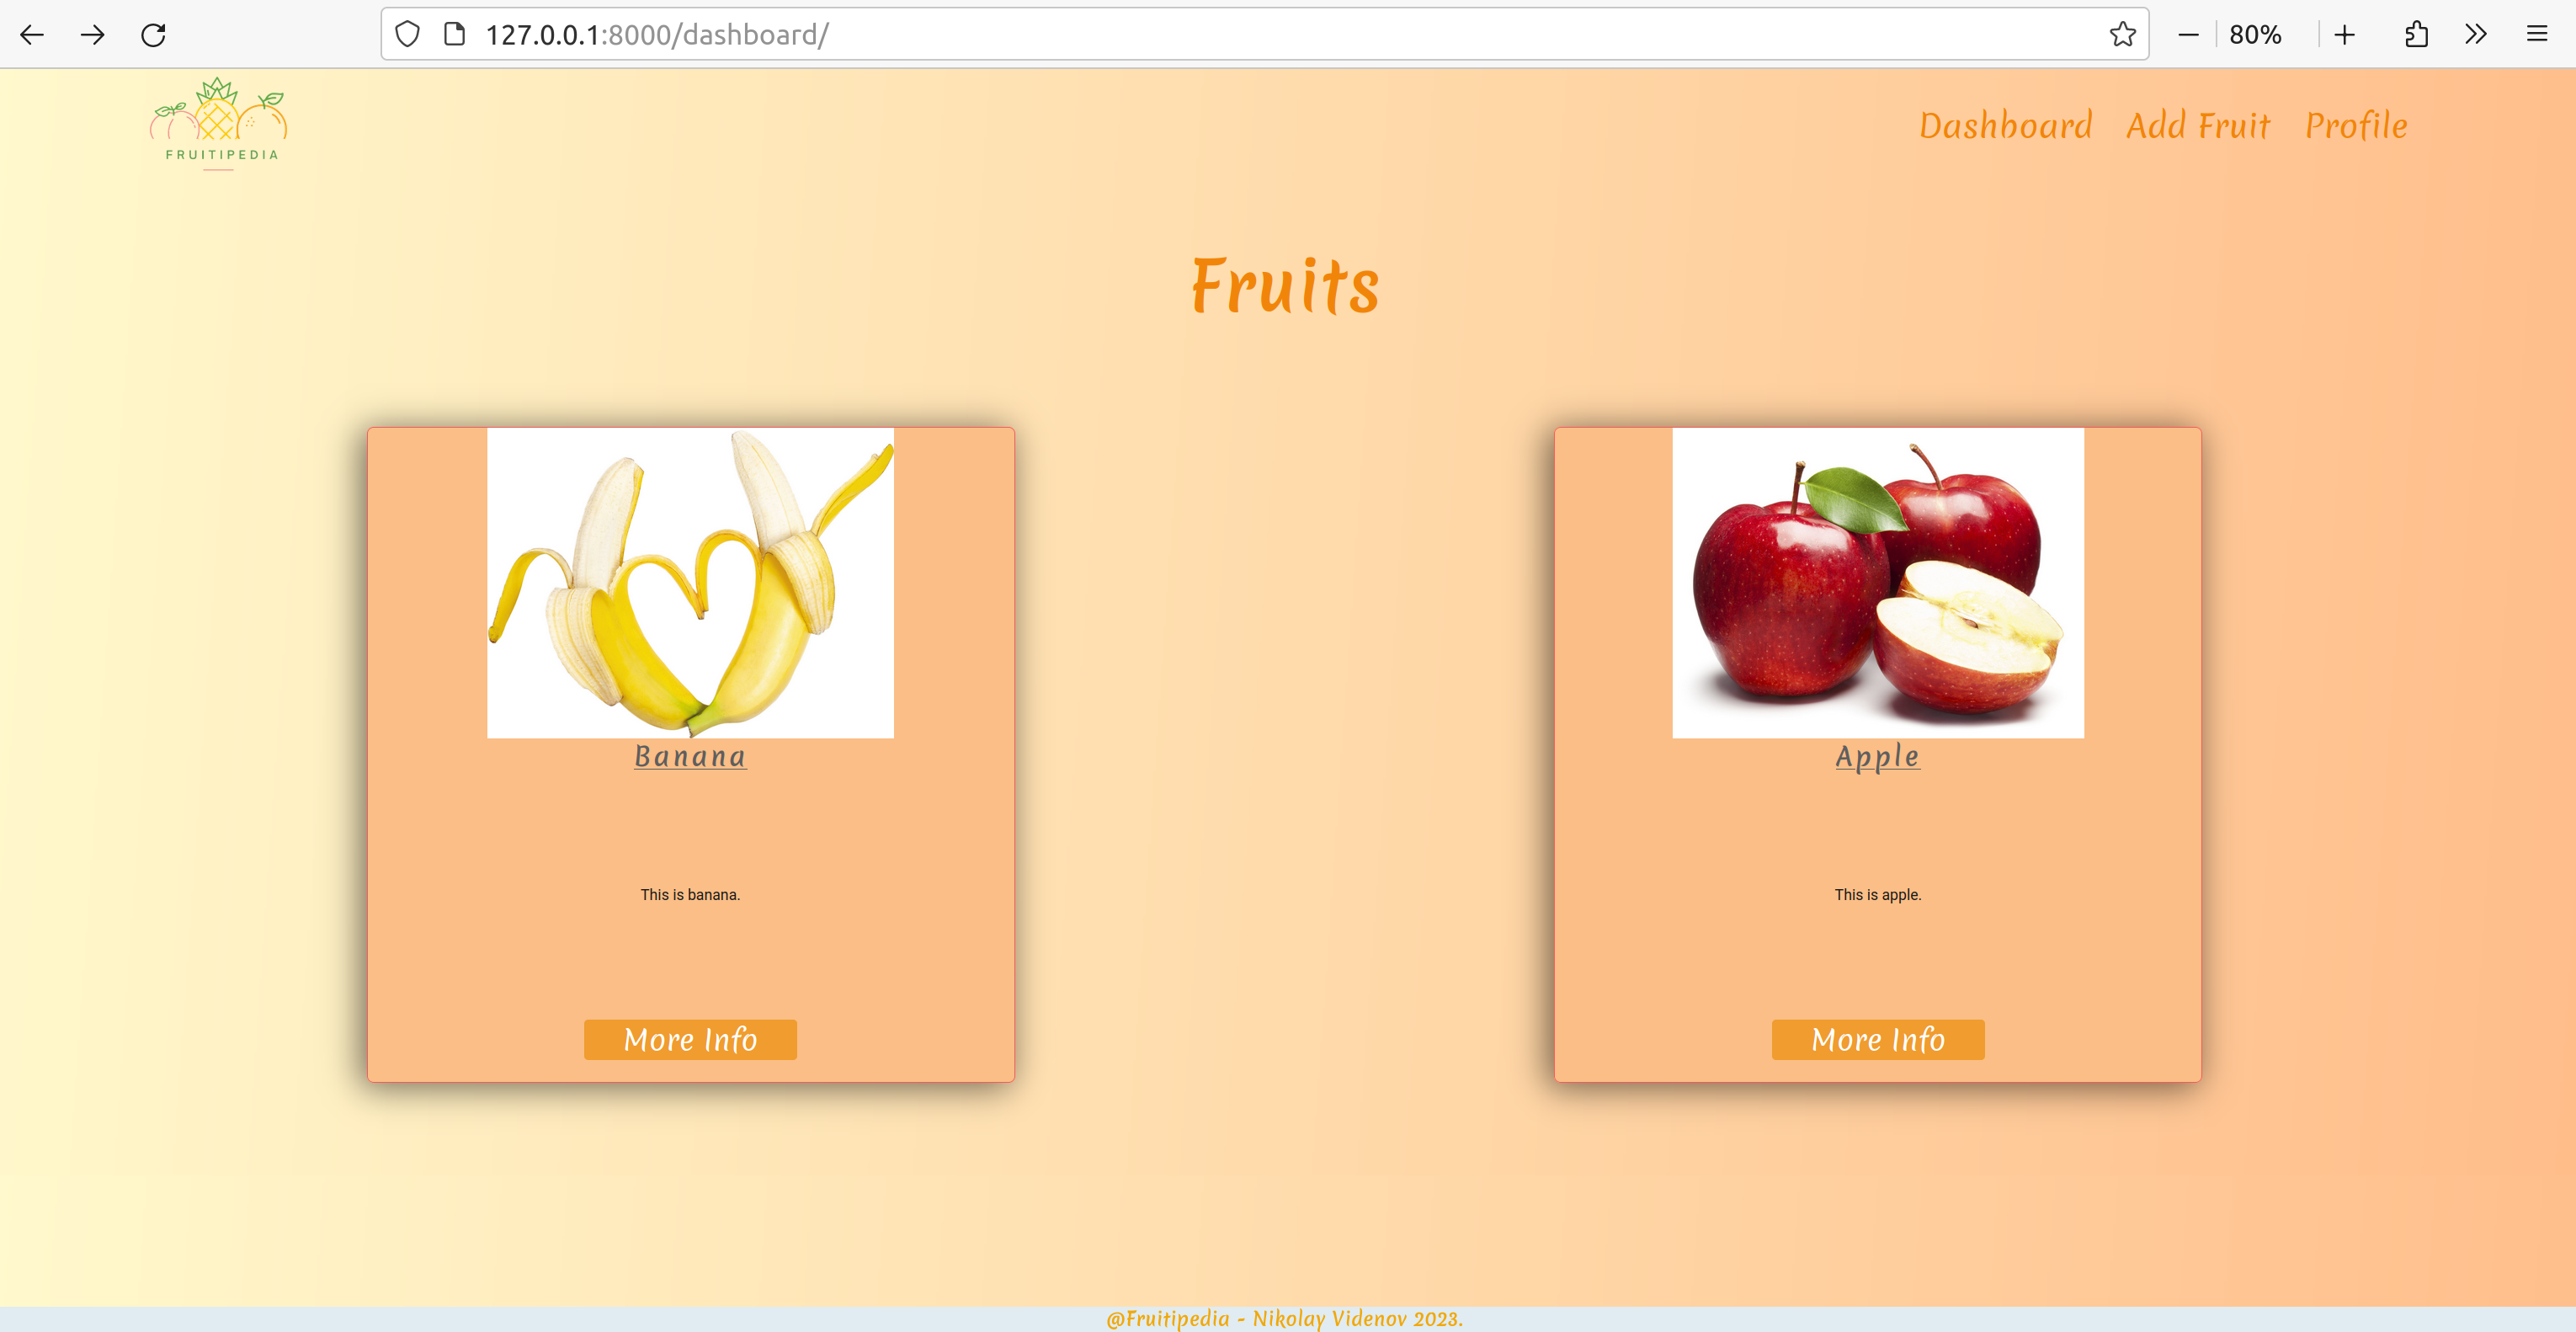 127.0.0.1:8000/dashboard/
80%
FRUITIPEDIA
Dashboard Add Fruit Profile
Fruits
Banana
This is banana.
More Info
Apple
This is apple.
More Info
@Fruitipedia - Nikolay Videnov 2023.